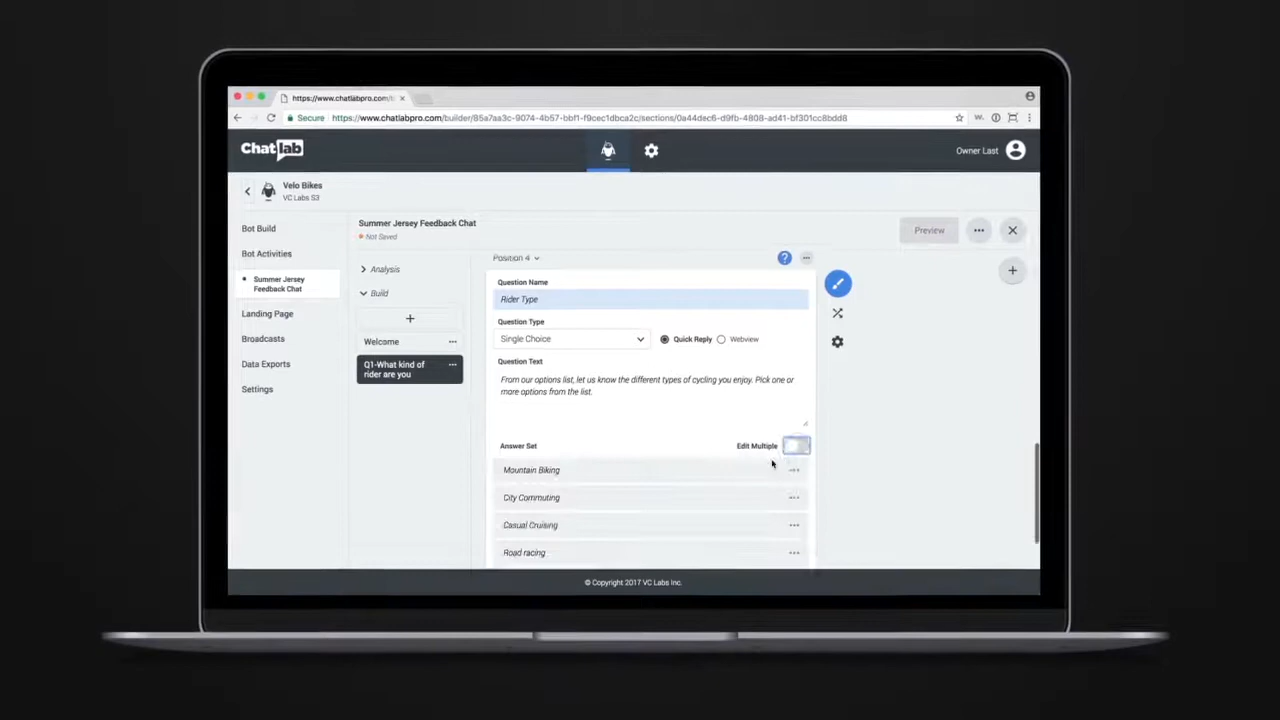 https://www.chatlabpro.com/b
Secure https://www.chatlabpro.com/builder/85a7aa3c-9074-4b57-bbf1-f9cec1dbca2c/sections/0a44dec6-d9fb-4808-ad41-bf301cc8bdd8
Chatlab
Owner Last
Velo Bikes
VC Labs S3
Bot Build
Bot Activities
Summer Jersey
Feedback Chat
Landing Page
Broadcasts
Data Exports
Settings
Summer Jersey Feedback Chat
Not Saved
Preview
Analysis
Build
Welcome
Q1-What kind of
rider are you
Position 4
Question Name
Rider Type
Question Type
Single Choice
Quick Reply
Webview
Question Text
From our options list, let us know the different types of cycling you enjoy. Pick one or
more options from the list.
Answer Set
Edit Multiple
Mountain Biking
City Commuting
Casual Cruising
Road racing
© Copyright 2017 VC Labs Inc.